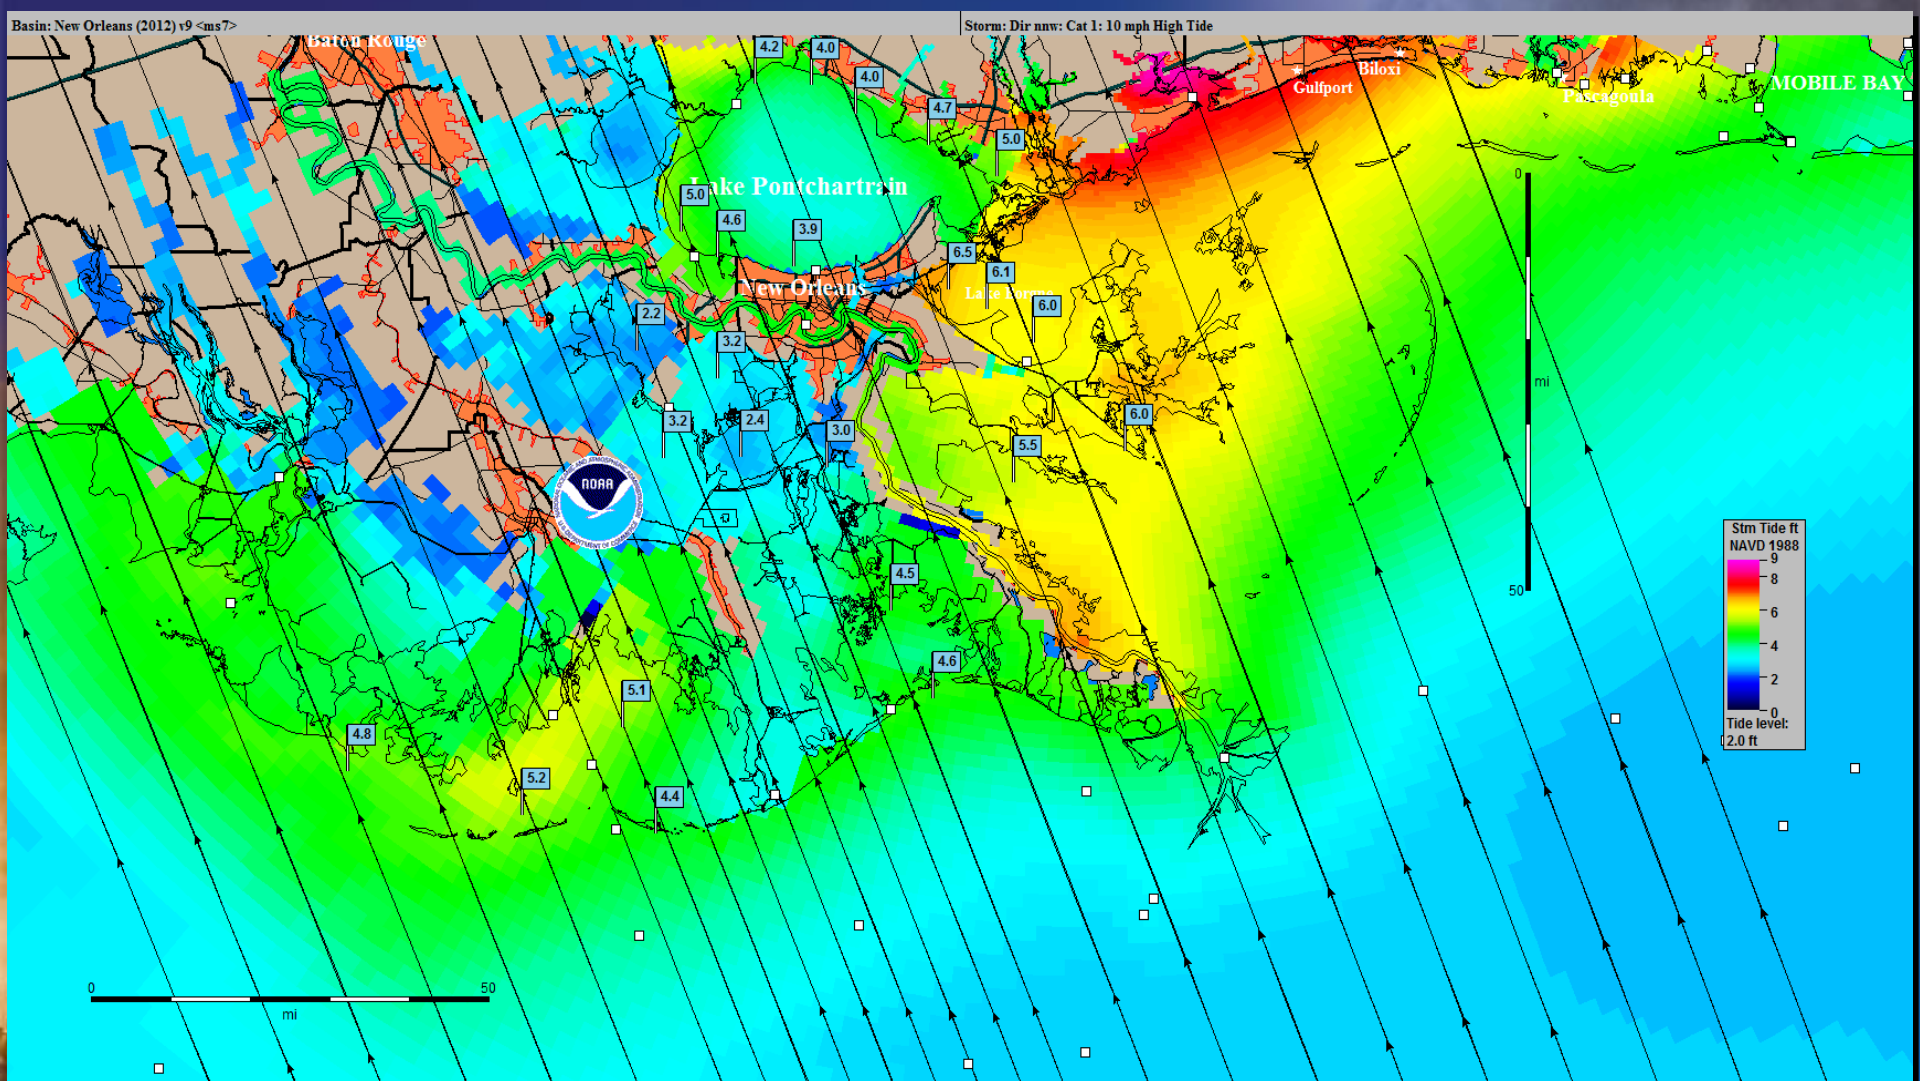 Basin: New Orleans (2012) v9 <ms7>
Storm: Dir nnw: Cat 1: 10 mph High Tide
Baton Rouge
4.2
4.0
4.0
4.7
5.0
Biloxi
Gulfport
Pascagoula
MOBILE BAY
Lake Pontchartrain
5.0
4.6
3.9
6.5
6.1
6.0
New Orleans
Lake Borgne
2.2
3.2
3.2
2.4
3.0
5.5
6.0
0
mi
50
NOAA
4.5
4.6
5.1
4.8
5.2
4.4
Stm Tide ft
NAVD 1988
9
8
6
4
2
0
Tide level:
2.0 ft
0
50
mi